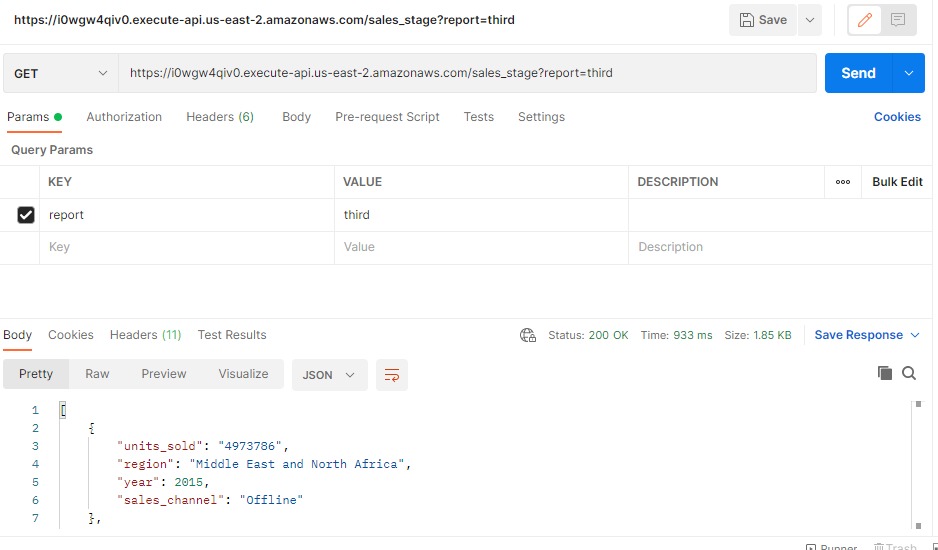 https://i0wgw4qiv0.execute-api.us-east-2.amazonaws.com/sales_stage?report=third Save
GET https://i0wgw4qiv0.execute-api.us-east-2.amazonaws.com/sales_stage?report=third Send
Params Authorization Headers (6) Body Pre-request Script Tests Settings Cookies
Query Params
KEY VALUE DESCRIPTION ooo Bulk Edit
report third
Key Value Description
Body Cookies Headers (11) Test Results Status: 200 OK Time: 933 ms Size: 1.85 KB Save Response
Pretty Raw Preview Visualize JSON
1 [
2 {
3 "units_sold": "4973786",
4 "region": "Middle East and North Africa",
5 "year": 2015,
6 "sales_channel": "Offline"
7 },
Runner Trash